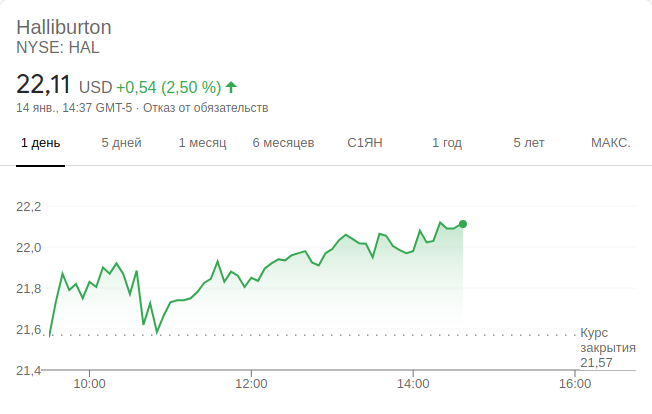 Halliburton
NYSE: HAL
22,11 USD +0,54 (2,50 %)
14 янв., 14:37 GMT-5 · Отказ от обязательств
1 день 5 дней 1 месяц 6 месяцев С1ЯН 1 год 5 лет МАКС.
22,2
22,0
21,8
21,6
21,4
Курс
закрытия
21,57
10:00 12:00 14:00 16:00